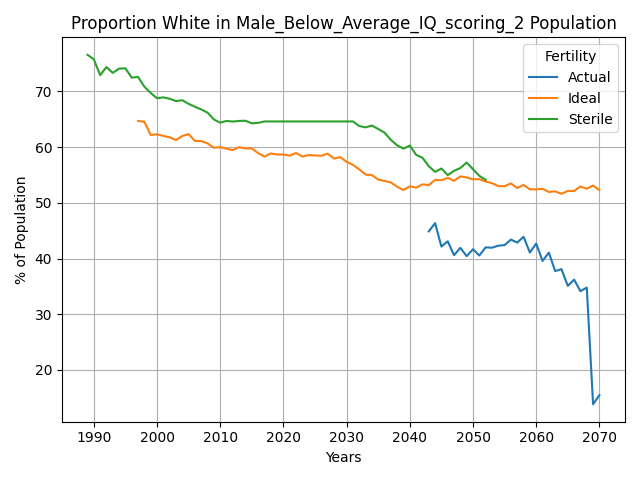 Proportion White in Male_Below_Average_IQ_scoring_2 Population
Fertility
Actual
Ideal
Sterile
% of Population
70
60
50
40
30
20
1990 2000 2010 2020 2030 2040 2050 2060 2070
Years